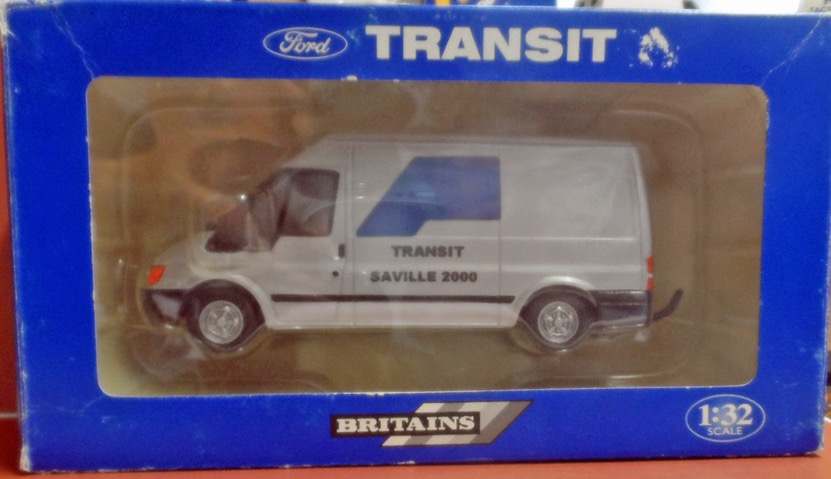 Ford TRANSIT
TRANSIT
SAVILLE 2000
BRITAINS
1:32
SCALE